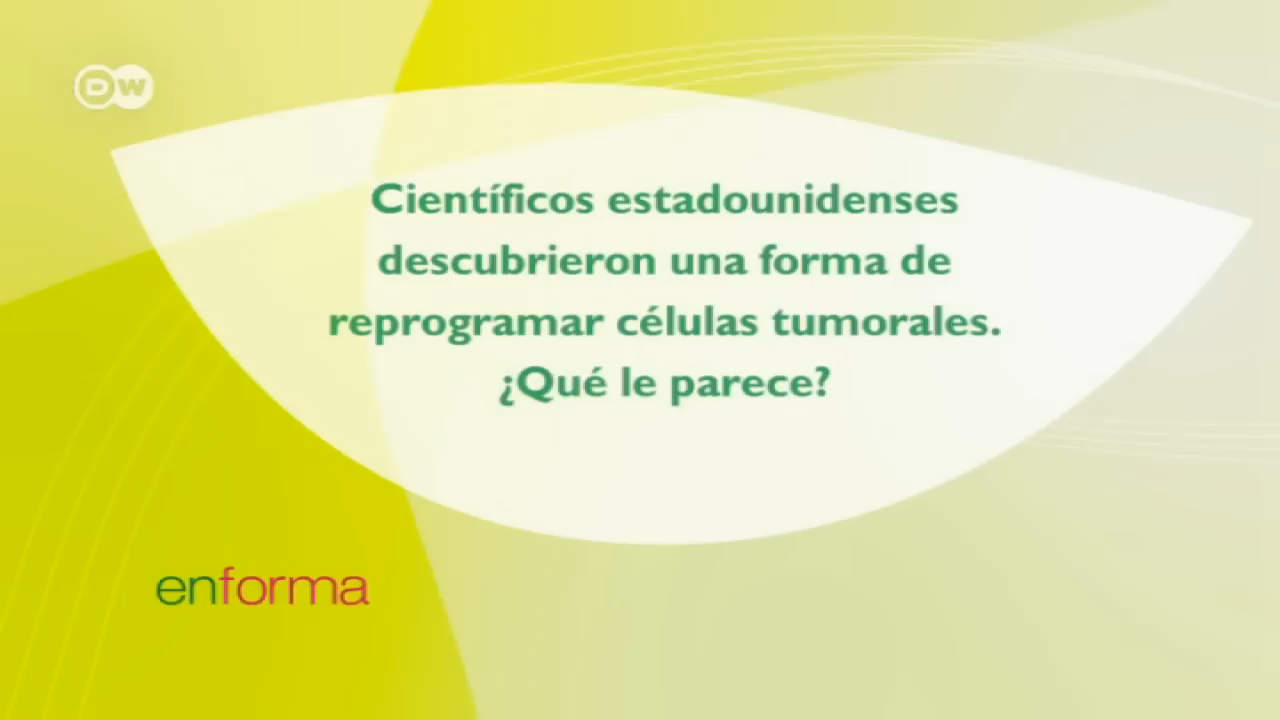 DW
Científicos estadounidenses
descubrieron una forma de
reprogramar células tumorales.
¿Qué le parece?
enforma